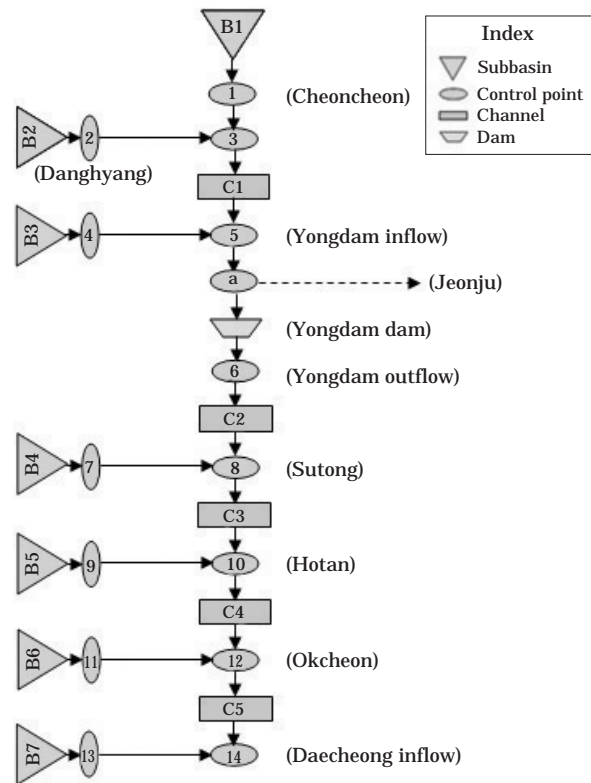 B1
Index
Subbasin
Control point
Channel
Dam
1 (Cheoncheon)
B2 2 3
(Danghyang)
C1
B3 4 5 (Yongdam inflow)
a (Jeonju)
(Yongdam dam)
6 (Yongdam outflow)
C2
B4 7 8 (Sutong)
C3
B5 9 10 (Hotan)
C4
B6 11 12 (Okcheon)
C5
B7 13 14 (Daecheong inflow)